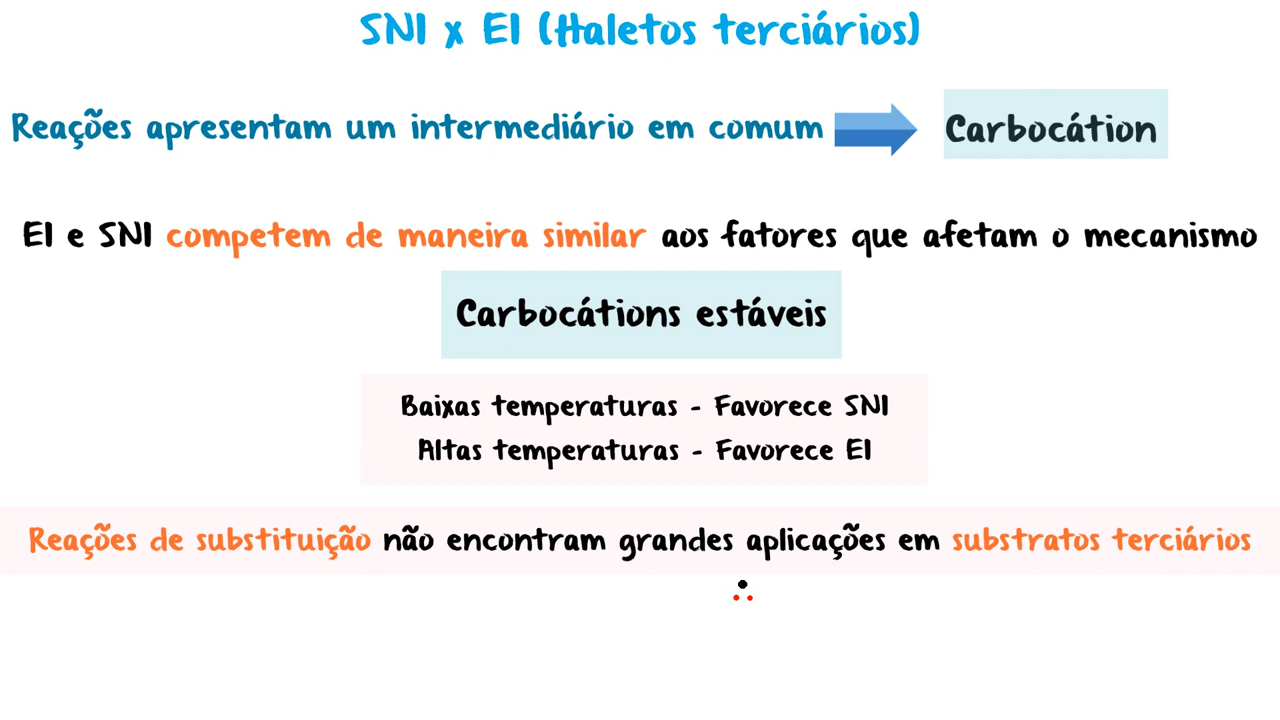 SN1 x E1 (Haletos terciários)
Reações apresentam um intermediário em comum
Carbocátion
E1 e SN1 competem de maneira similar aos fatores que afetam o mecanismo
Carbocátions estáveis
Baixas temperaturas - Favorece SN1
Altas temperaturas - Favorece E1
Reações de substituição não encontram grandes aplicações em substratos terciários